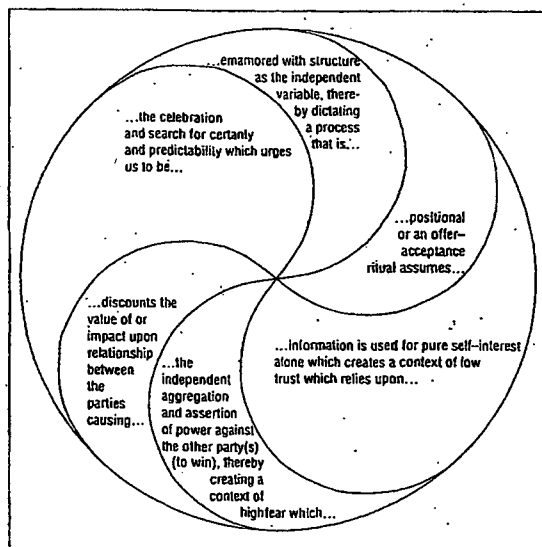 ...enamored with structure
as the independent
variable, there-
by dictating
a process
that is...
...positional
or an offer-
acceptance
ritual assumes...
...information is used for pure self-interest
alone which creates a context of low
trust which relies upon...
...the
independent
aggregation
and assertion
of power against
the other party(s)
(to win), thereby
creating a
context of
high fear which...
...discounts the
value of or
impact upon
relationship
between
the
parties
causing...
...the celebration
and search for certainty
and predictability which urges
us to be...